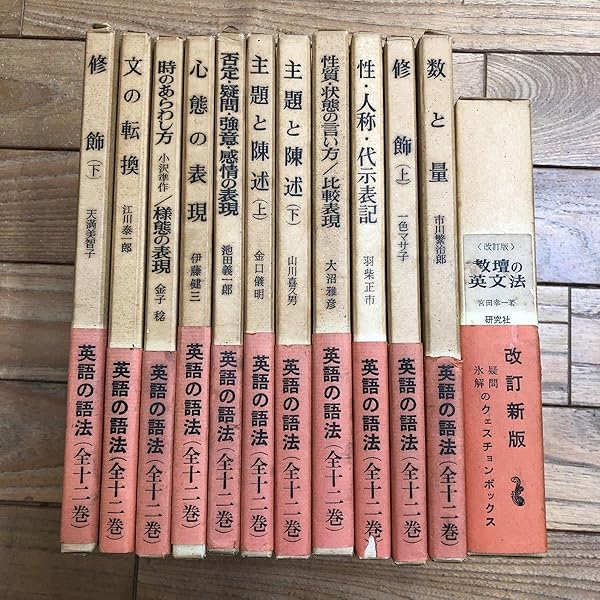 修飾(下)
天満美智子
英語の語法(全十二巻)
文の転換
江川泰一郎
英語の語法(全十二巻)
時のあらわし方 小沢準作/様態の表現 金子稔
英語の語法(全十二巻)
心態の表現
伊藤健三
英語の語法(全十二巻)
否定・疑問・強意・感情の表現
池田義一郎
英語の語法(全十二巻)
主題と陳述(上)
金口儀明
英語の語法(全十二巻)
主題と陳述(下)
山川喜久男
英語の語法(全十二巻)
性質・状態の言い方/比較表現
大沼雅彦
英語の語法(全十二巻)
性・人称・代示表記
羽柴正市
英語の語法(全十二巻)
修飾(上)
一色マサ子
英語の語法(全十二巻)
数と量
市川繁治郎
英語の語法(全十二巻)
〈改訂版〉
教壇の
英文法
宮田幸一著
研究社
改訂新版
疑問
氷解のクェスチョンボックス